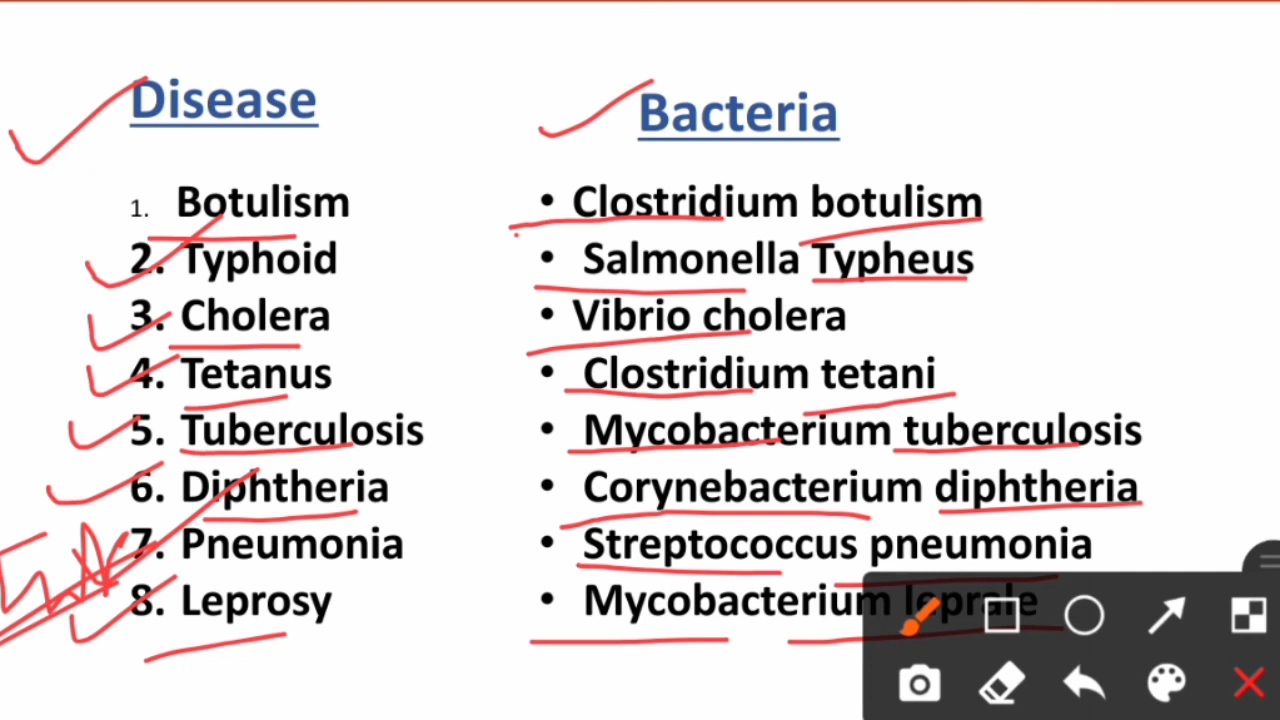 Disease
Bacteria
1. Botulism
• Clostridium botulism
2. Typhoid
• Salmonella Typheus
3. Cholera
• Vibrio cholera
4. Tetanus
• Clostridium tetani
5. Tuberculosis
• Mycobacterium tuberculosis
6. Diphtheria
• Corynebacterium diphtheria
7. Pneumonia
• Streptococcus pneumonia
8. Leprosy
• Mycobacterium leprale